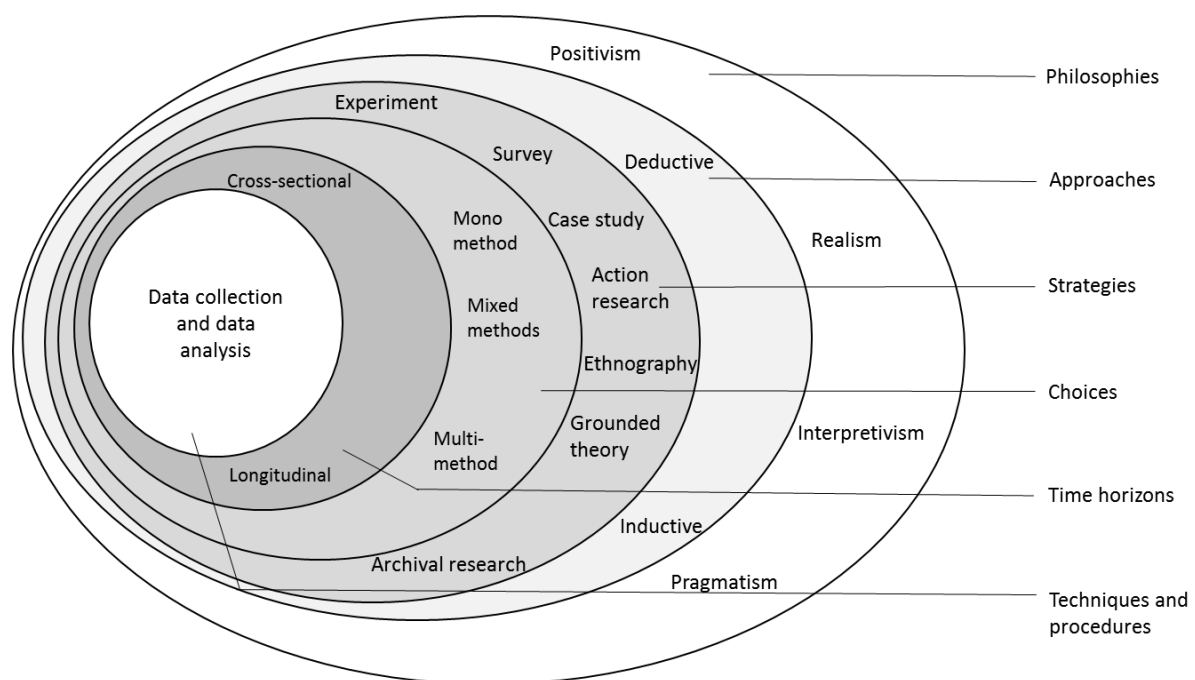 Positivism
Philosophies
Experiment
Survey
Deductive
Approaches
Cross-sectional
Mono
method
Case study
Realism
Action
research
Strategies
Data collection
and data
analysis
Mixed
methods
Ethnography
Choices
Grounded
theory
Interpretivism
Multi-
method
Longitudinal
Time horizons
Inductive
Archival research
Pragmatism
Techniques and
procedures